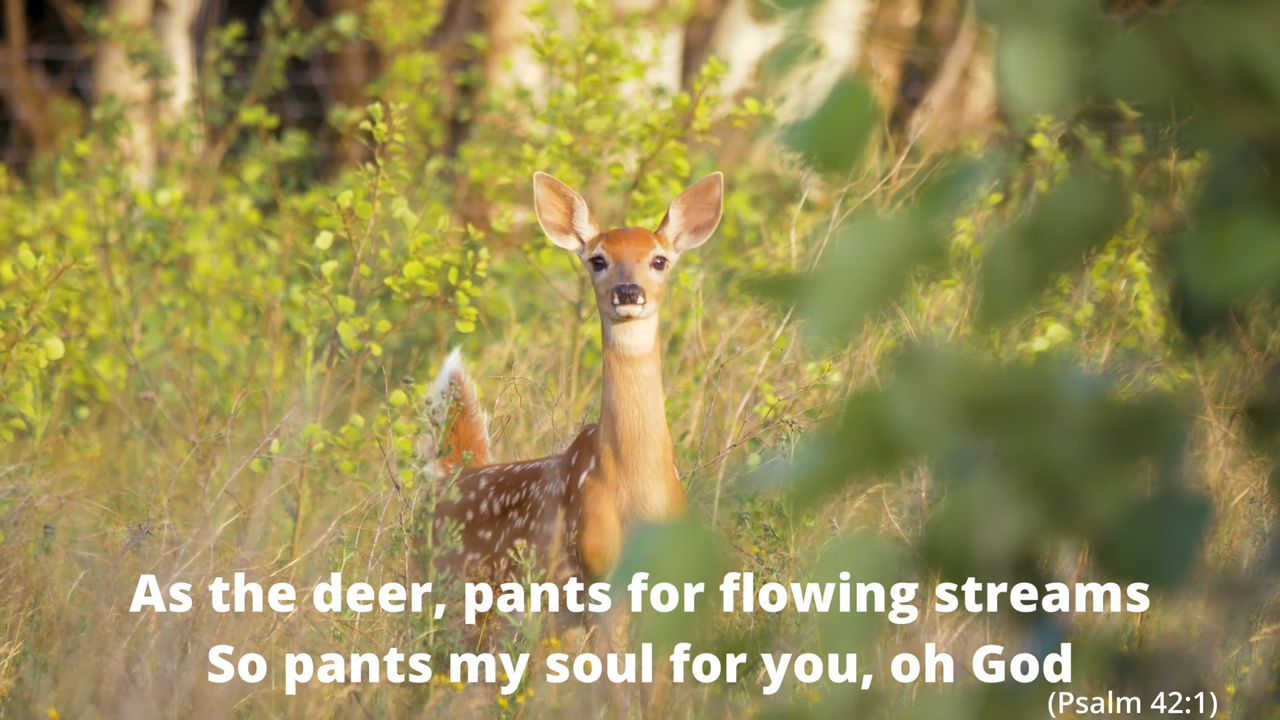 As the deer, pants for flowing streams
So pants my soul for you, oh God
(Psalm 42:1)